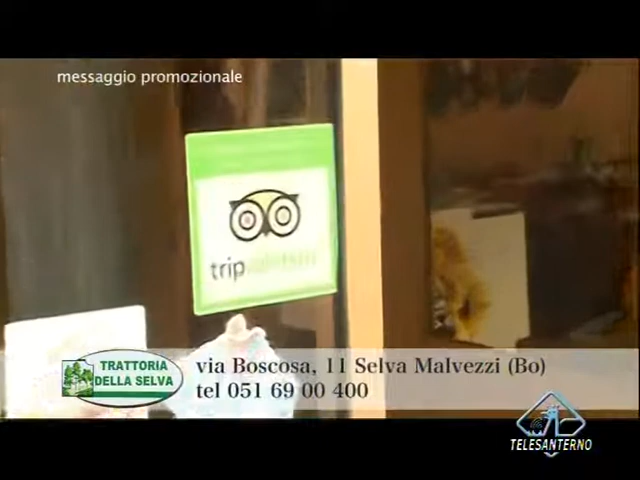 messaggio promozionale
trip
TRATTORIA
DELLA SELVA
via Boscosa, 11 Selva Malvezzi (Bo)
tel 051 69 00 400
TELESANTERNO